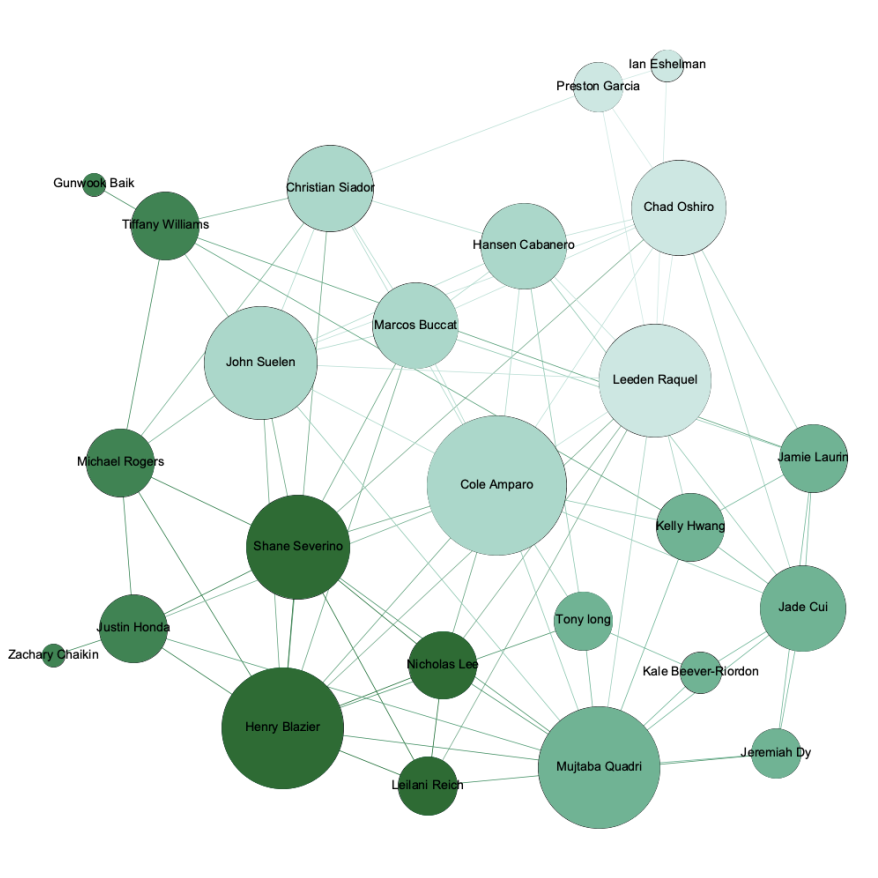 Ian Eshelman
Preston Garcia
Gunwook Baik
Christian Siador
Chad Oshiro
Tiffany Williams
Hansen Cabanero
Marcos Buccat
John Suelen
Leeden Raquel
Jamie Laurin
Michael Rogers
Cole Amparo
Kelly Hwang
Shane Severino
Jade Cui
Tony long
Justin Honda
Zachary Chaikin
Nicholas Lee
Kale Beever-Riordon
Henry Blazier
Jeremiah Dy
Mujtaba Quadri
Leilani Reich